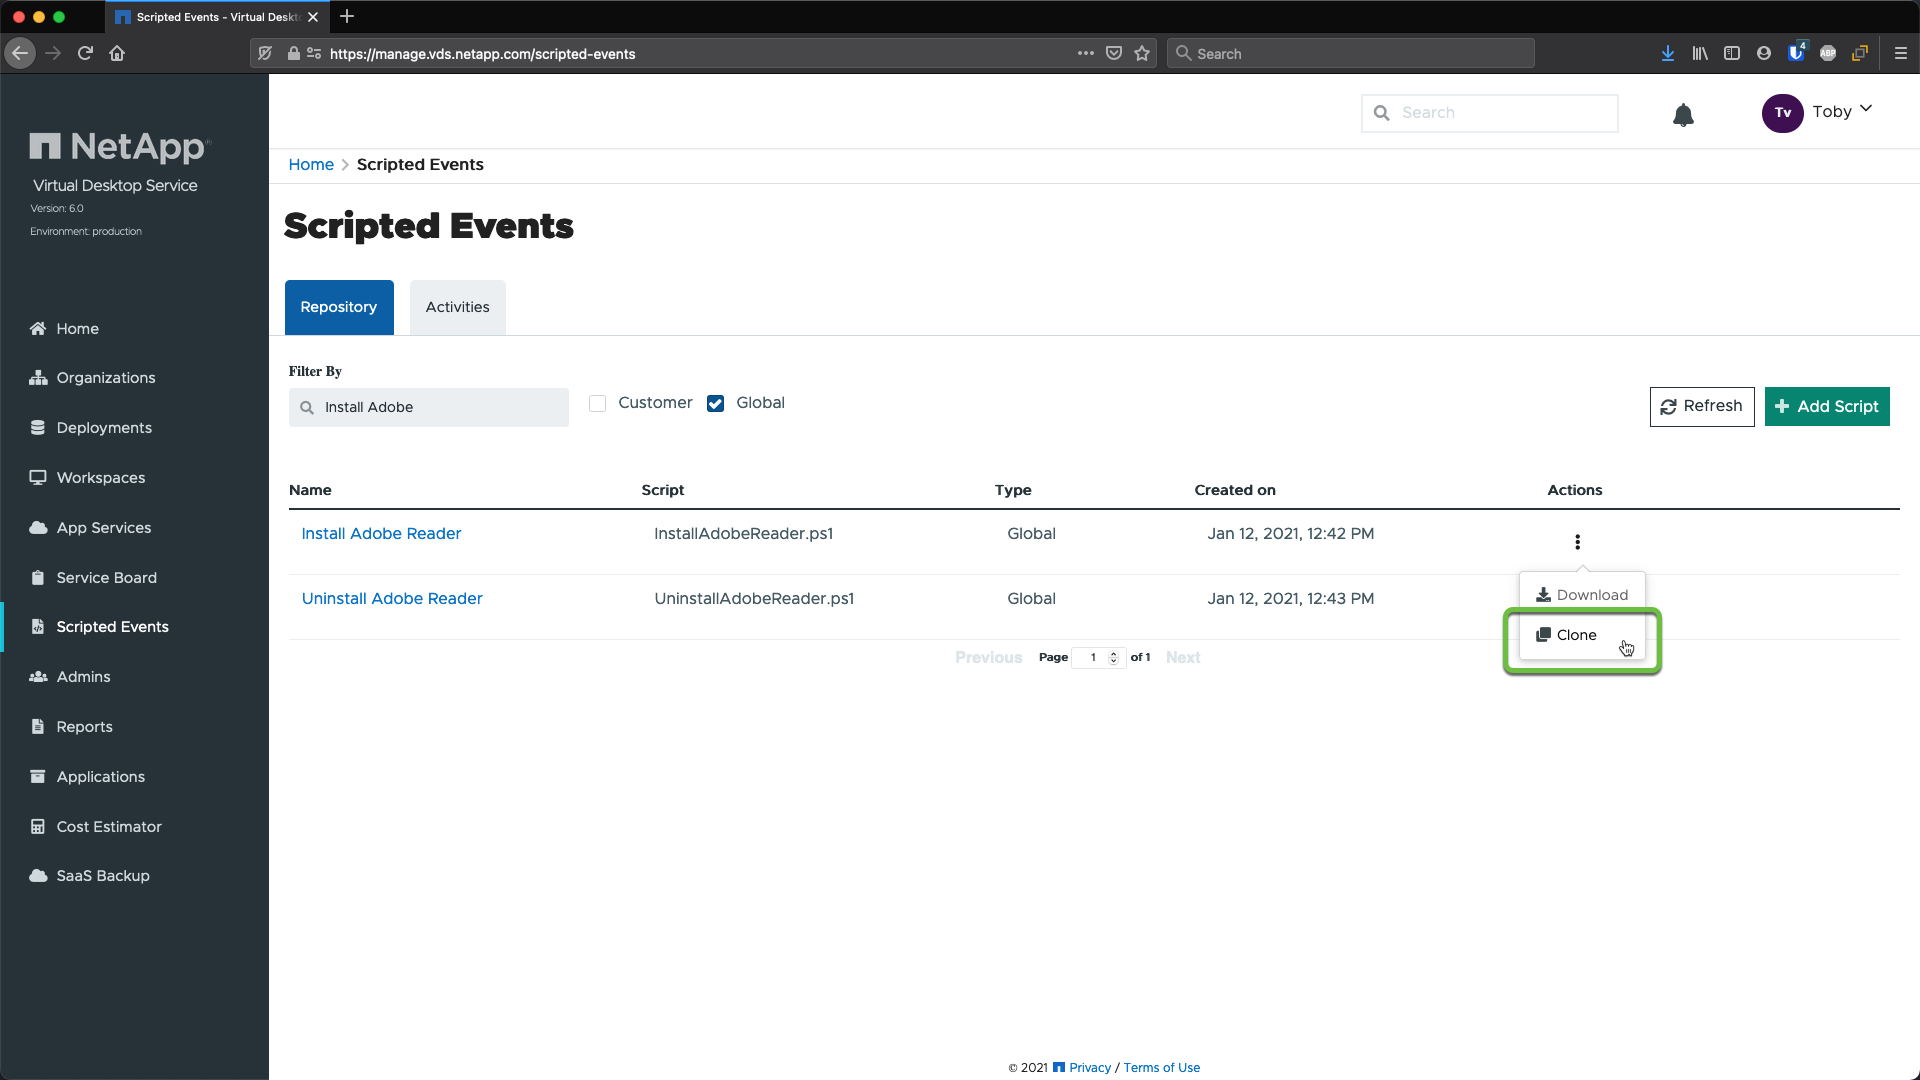 Scripted Events - Virtual Deskt
https://manage.vds.netapp.com/scripted-events
Search
4
ABP
NetApp
Virtual Desktop Service
Version: 6.0
Environment: production
Home
Organizations
Deployments
Workspaces
App Services
Service Board
Scripted Events
Admins
Reports
Applications
Cost Estimator
SaaS Backup
Search
Tv
Toby
Home > Scripted Events
Scripted Events
Repository
Activities
Filter By
Install Adobe
Customer
Global
Refresh
+ Add Script
Name Script Type Created on Actions
Install Adobe Reader InstallAdobeReader.ps1 Global Jan 12, 2021, 12:42 PM
Uninstall Adobe Reader UninstallAdobeReader.ps1 Global Jan 12, 2021, 12:43 PM
Download
Clone
Previous Page 1 of 1 Next
© 2021 Privacy / Terms of Use